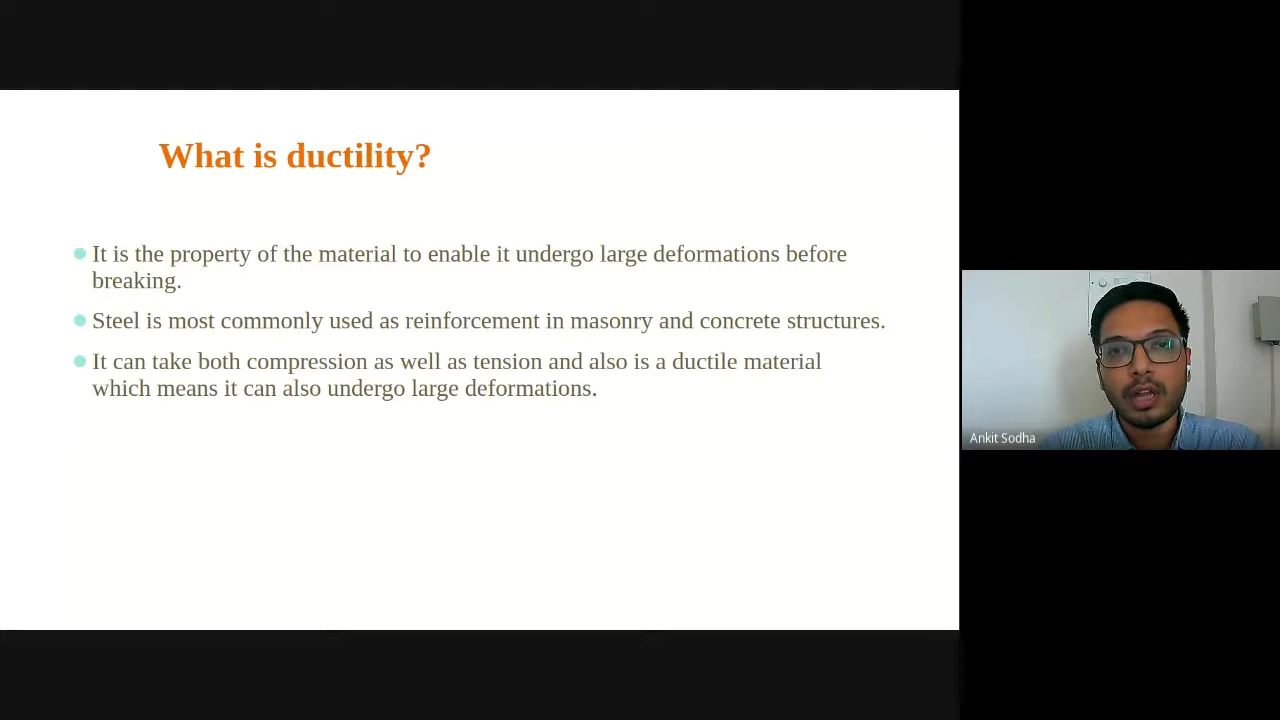 What is ductility?
It is the property of the material to enable it undergo large deformations before
breaking.
Steel is most commonly used as reinforcement in masonry and concrete structures.
It can take both compression as well as tension and also is a ductile material
which means it can also undergo large deformations.
Ankit Sodha